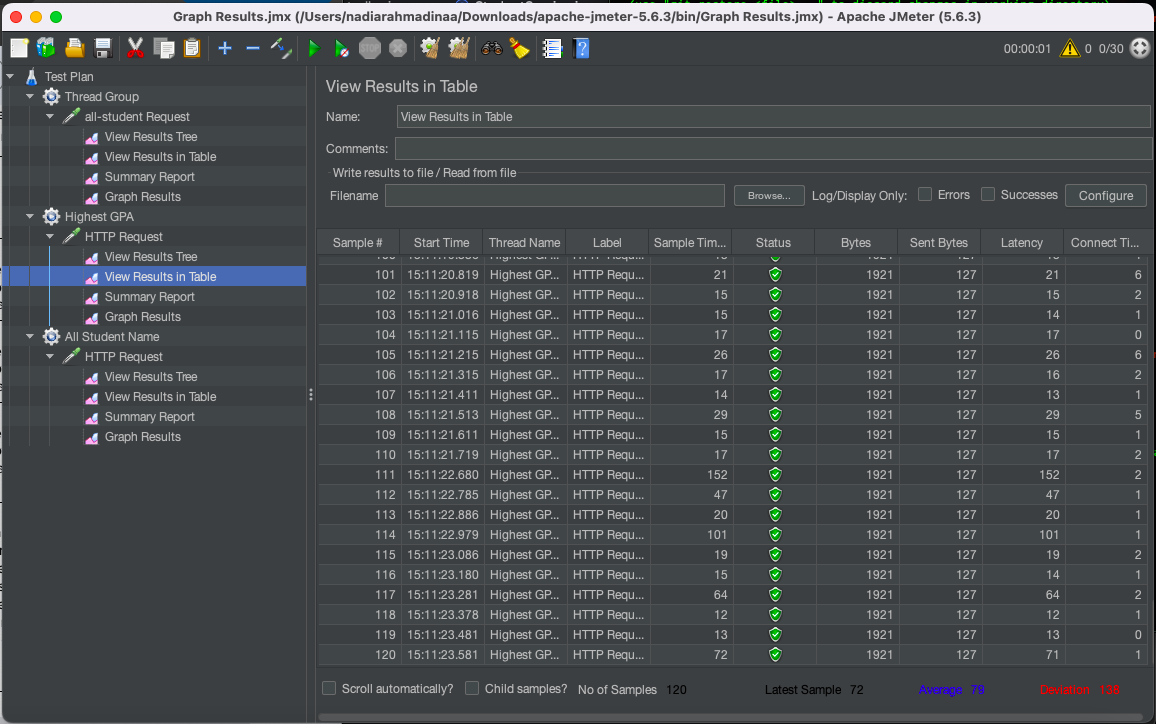 Graph Results.jmx (/Users/nadiarahmadinaa/Downloads/apache-jmeter-5.6.3/bin/Graph Results.jmx) - Apache JMeter (5.6.3)
STOP
00:00:01 0 0/30
Test Plan
Thread Group
all-student Request
View Results Tree
View Results in Table
Summary Report
Graph Results
Highest GPA
HTTP Request
View Results Tree
View Results in Table
Summary Report
Graph Results
All Student Name
HTTP Request
View Results Tree
View Results in Table
Summary Report
Graph Results
View Results in Table
Name: View Results in Table
Comments:
Write results to file / Read from file
Filename Browse... Log/Display Only: Errors Successes Configure
Sample # Start Time Thread Name Label Sample Tim... Status Bytes Sent Bytes Latency Connect Ti...
101 15:11:20.819 Highest GP... HTTP Requ... 21 1921 127 21 6
102 15:11:20.918 Highest GP... HTTP Requ... 15 1921 127 15 2
103 15:11:21.016 Highest GP... HTTP Requ... 15 1921 127 14 1
104 15:11:21.115 Highest GP... HTTP Requ... 17 1921 127 17 0
105 15:11:21.215 Highest GP... HTTP Requ... 26 1921 127 26 6
106 15:11:21.315 Highest GP... HTTP Requ... 17 1921 127 16 2
107 15:11:21.411 Highest GP... HTTP Requ... 14 1921 127 13 1
108 15:11:21.513 Highest GP... HTTP Requ... 29 1921 127 29 5
109 15:11:21.611 Highest GP... HTTP Requ... 15 1921 127 15 1
110 15:11:21.719 Highest GP... HTTP Requ... 17 1921 127 17 2
111 15:11:22.680 Highest GP... HTTP Requ... 152 1921 127 152 2
112 15:11:22.785 Highest GP... HTTP Requ... 47 1921 127 47 1
113 15:11:22.886 Highest GP... HTTP Requ... 20 1921 127 20 1
114 15:11:22.979 Highest GP... HTTP Requ... 101 1921 127 101 1
115 15:11:23.086 Highest GP... HTTP Requ... 19 1921 127 19 2
116 15:11:23.180 Highest GP... HTTP Requ... 15 1921 127 14 1
117 15:11:23.281 Highest GP... HTTP Requ... 64 1921 127 64 2
118 15:11:23.378 Highest GP... HTTP Requ... 12 1921 127 12 1
119 15:11:23.481 Highest GP... HTTP Requ... 13 1921 127 13 0
120 15:11:23.581 Highest GP... HTTP Requ... 72 1921 127 71 1
Scroll automatically? Child samples? No of Samples 120 Latest Sample 72 Average 79 Deviation 136